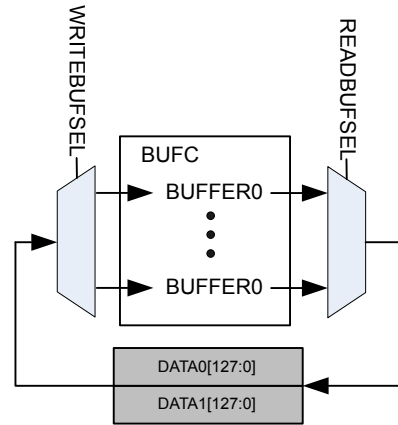 WRITEBUFSEL
READBUFSEL
BUFC
BUFFER0
BUFFER0
DATA0[127:0]
DATA1[127:0]